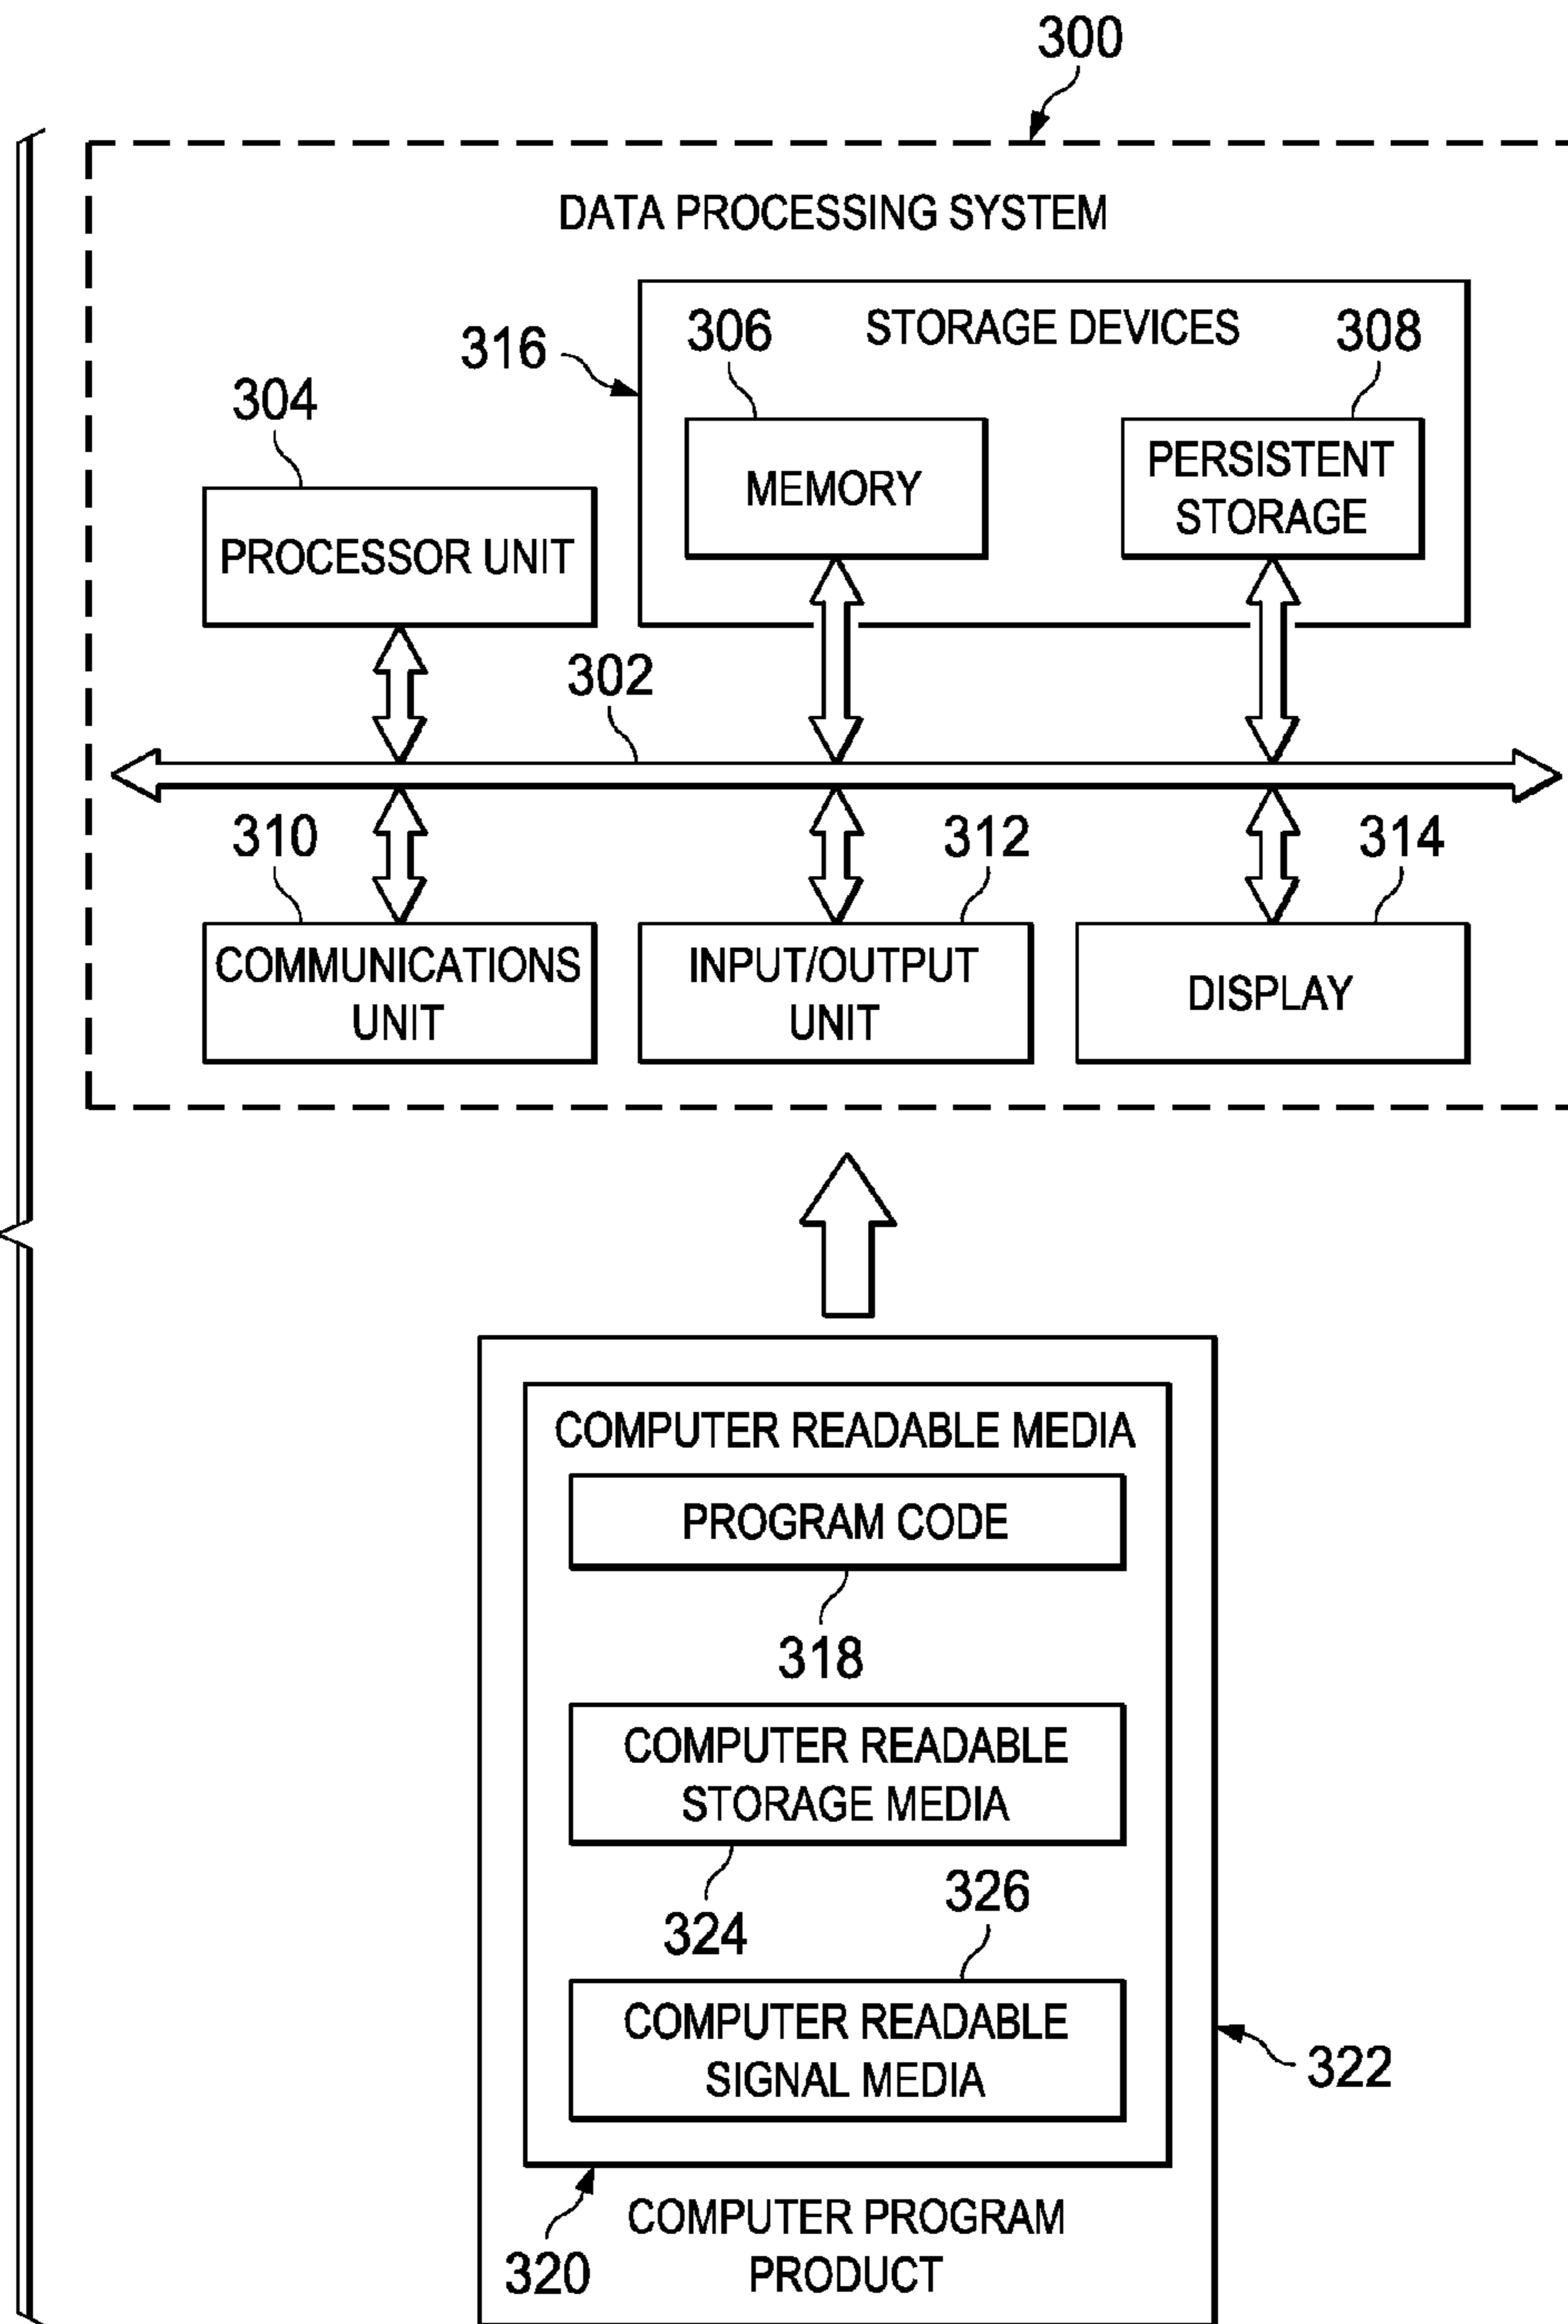 300
DATA PROCESSING SYSTEM
316
306
STORAGE DEVICES
308
304
MEMORY
PERSISTENT
STORAGE
PROCESSOR UNIT
302
310
312
314
COMMUNICATIONS
UNIT
INPUT/OUTPUT
UNIT
DISPLAY
COMPUTER READABLE MEDIA
PROGRAM CODE
318
COMPUTER READABLE
STORAGE MEDIA
324
326
COMPUTER READABLE
SIGNAL MEDIA
322
320
COMPUTER PROGRAM
PRODUCT